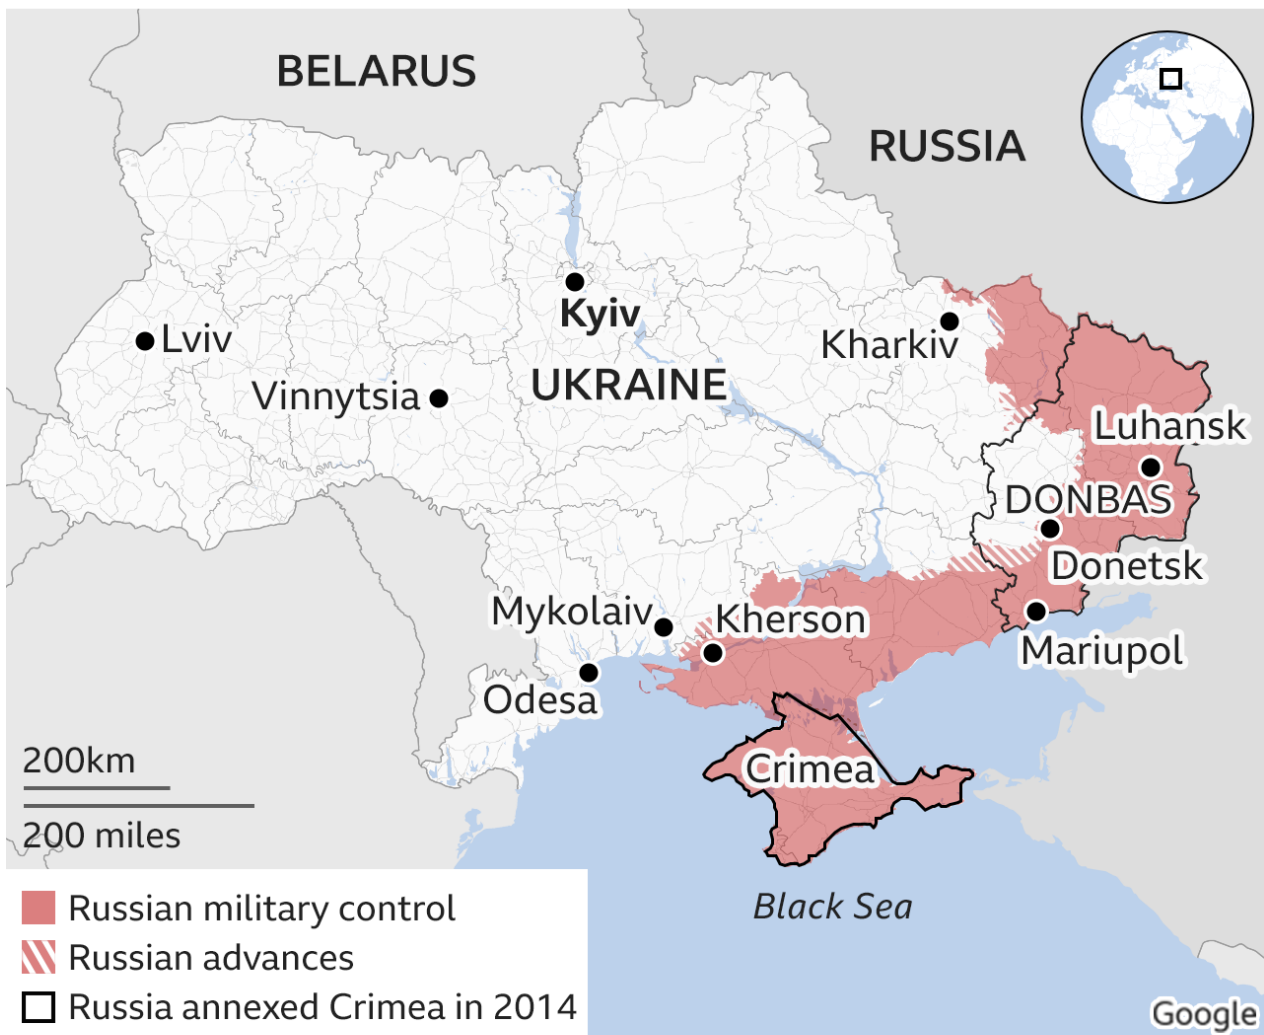 BELARUS
RUSSIA
Kyiv
Lviv
Kharkiv
Vinnytsia
UKRAINE
Luhansk
DONBAS
Donetsk
Mykolaiv
Kherson
Mariupol
Odesa
Crimea
200km
200 miles
Black Sea
Russian military control
Russian advances
Russia annexed Crimea in 2014
Google